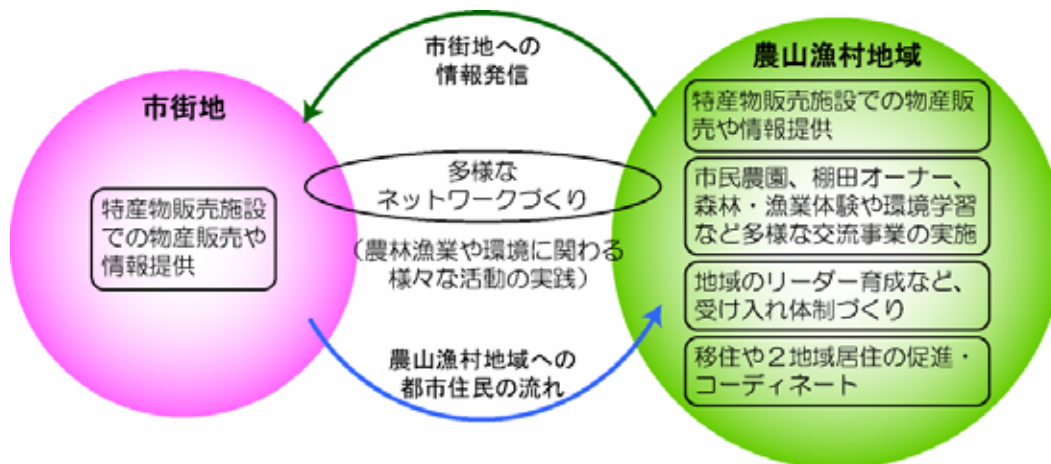 市街地
特産物販売施設
での物産販売や
情報提供
市街地への
情報発信
多様な
ネットワークづくり
（農林漁業や環境に関わる
様々な活動の実践）
農山漁村地域への
都市住民の流れ
農山漁村地域
特産物販売施設での物産販
売や情報提供
市民農園、棚田オーナー、
森林・漁業体験や環境学習
など多様な交流事業の実施
地域のリーダー育成など、
受け入れ体制づくり
移住や２地域居住の促進・
コーディネート